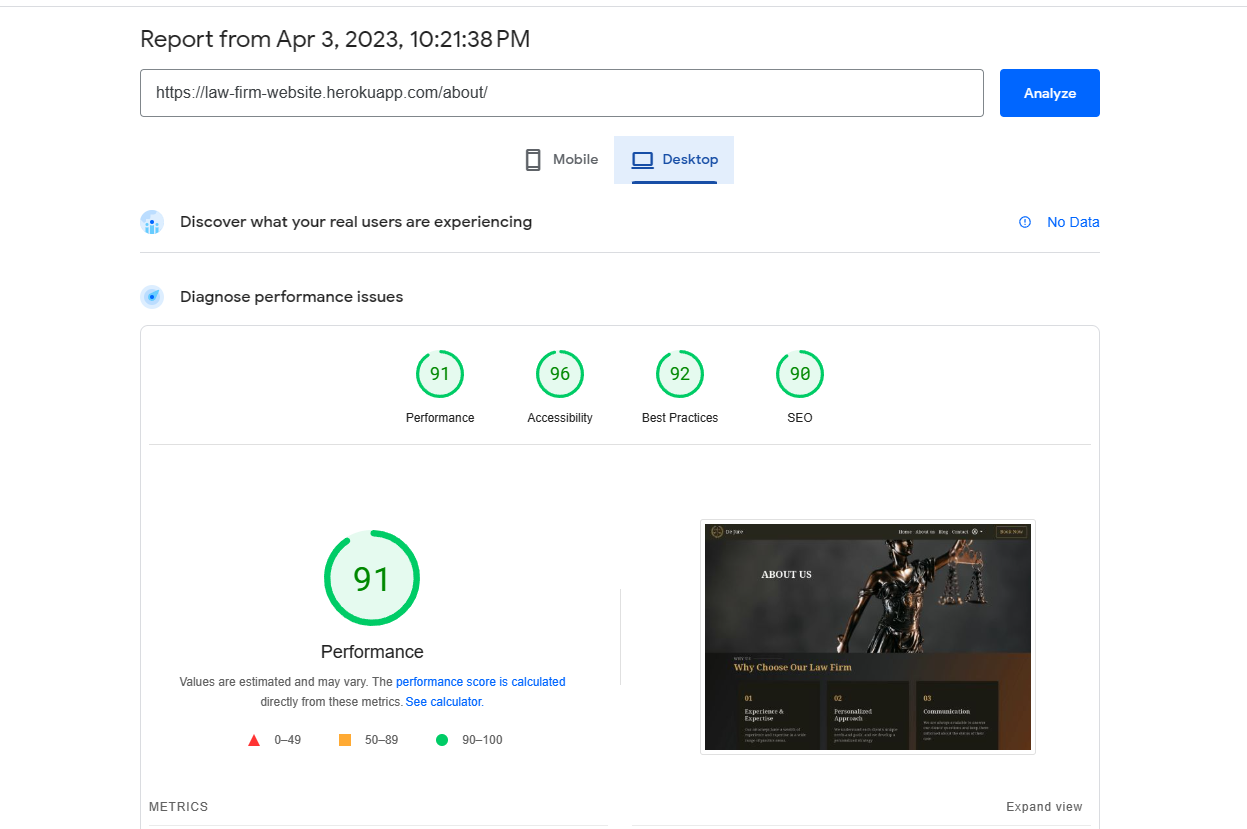 Report from Apr 3, 2023, 10:21:38 PM
https://law-firm-website.herokuapp.com/about/
Analyze
Mobile
Desktop
Discover what your real users are experiencing
No Data
Diagnose performance issues
91
96
92
90
Performance
Accessibility
Best Practices
SEO
91
Performance
Values are estimated and may vary. The performance score is calculated
directly from these metrics. See calculator.
0–49
50–89
90–100
De Jure
Home About us Blog Contact
Book Now
ABOUT US
WHY US
Why Choose Our Law Firm
01
Experience &
Expertise
02
Personalized
Approach
03
Communication
METRICS
Expand view